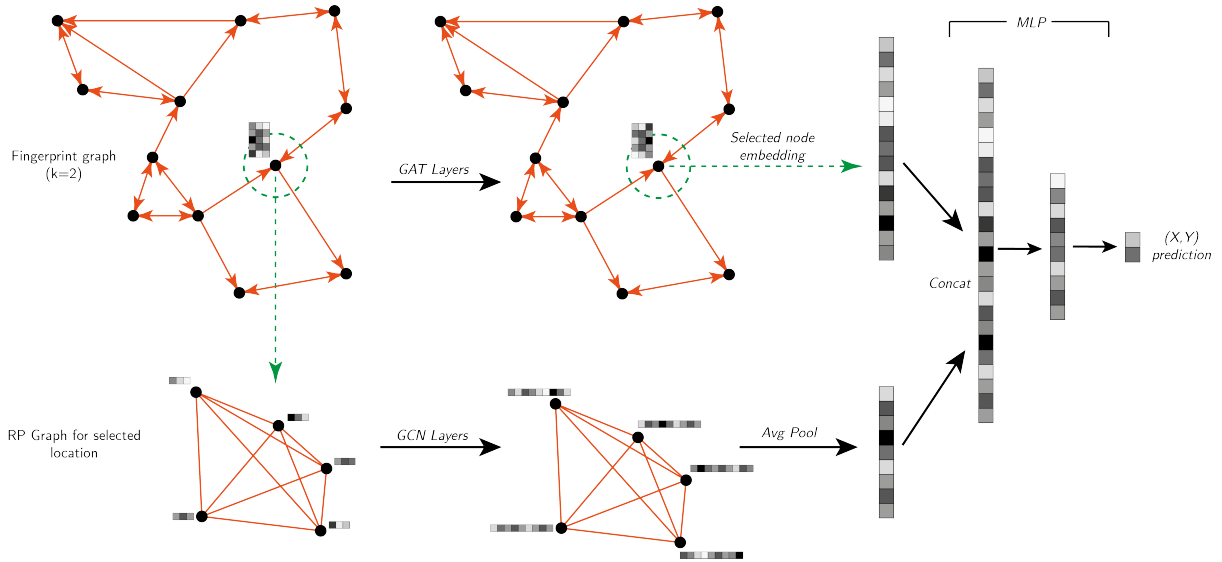 MLP
Fingerprint graph
(k=2)
GAT Layers
Selected node
embedding
(X,Y)
prediction
Concat
RP Graph for selected
location
GCN Layers
Avg Pool